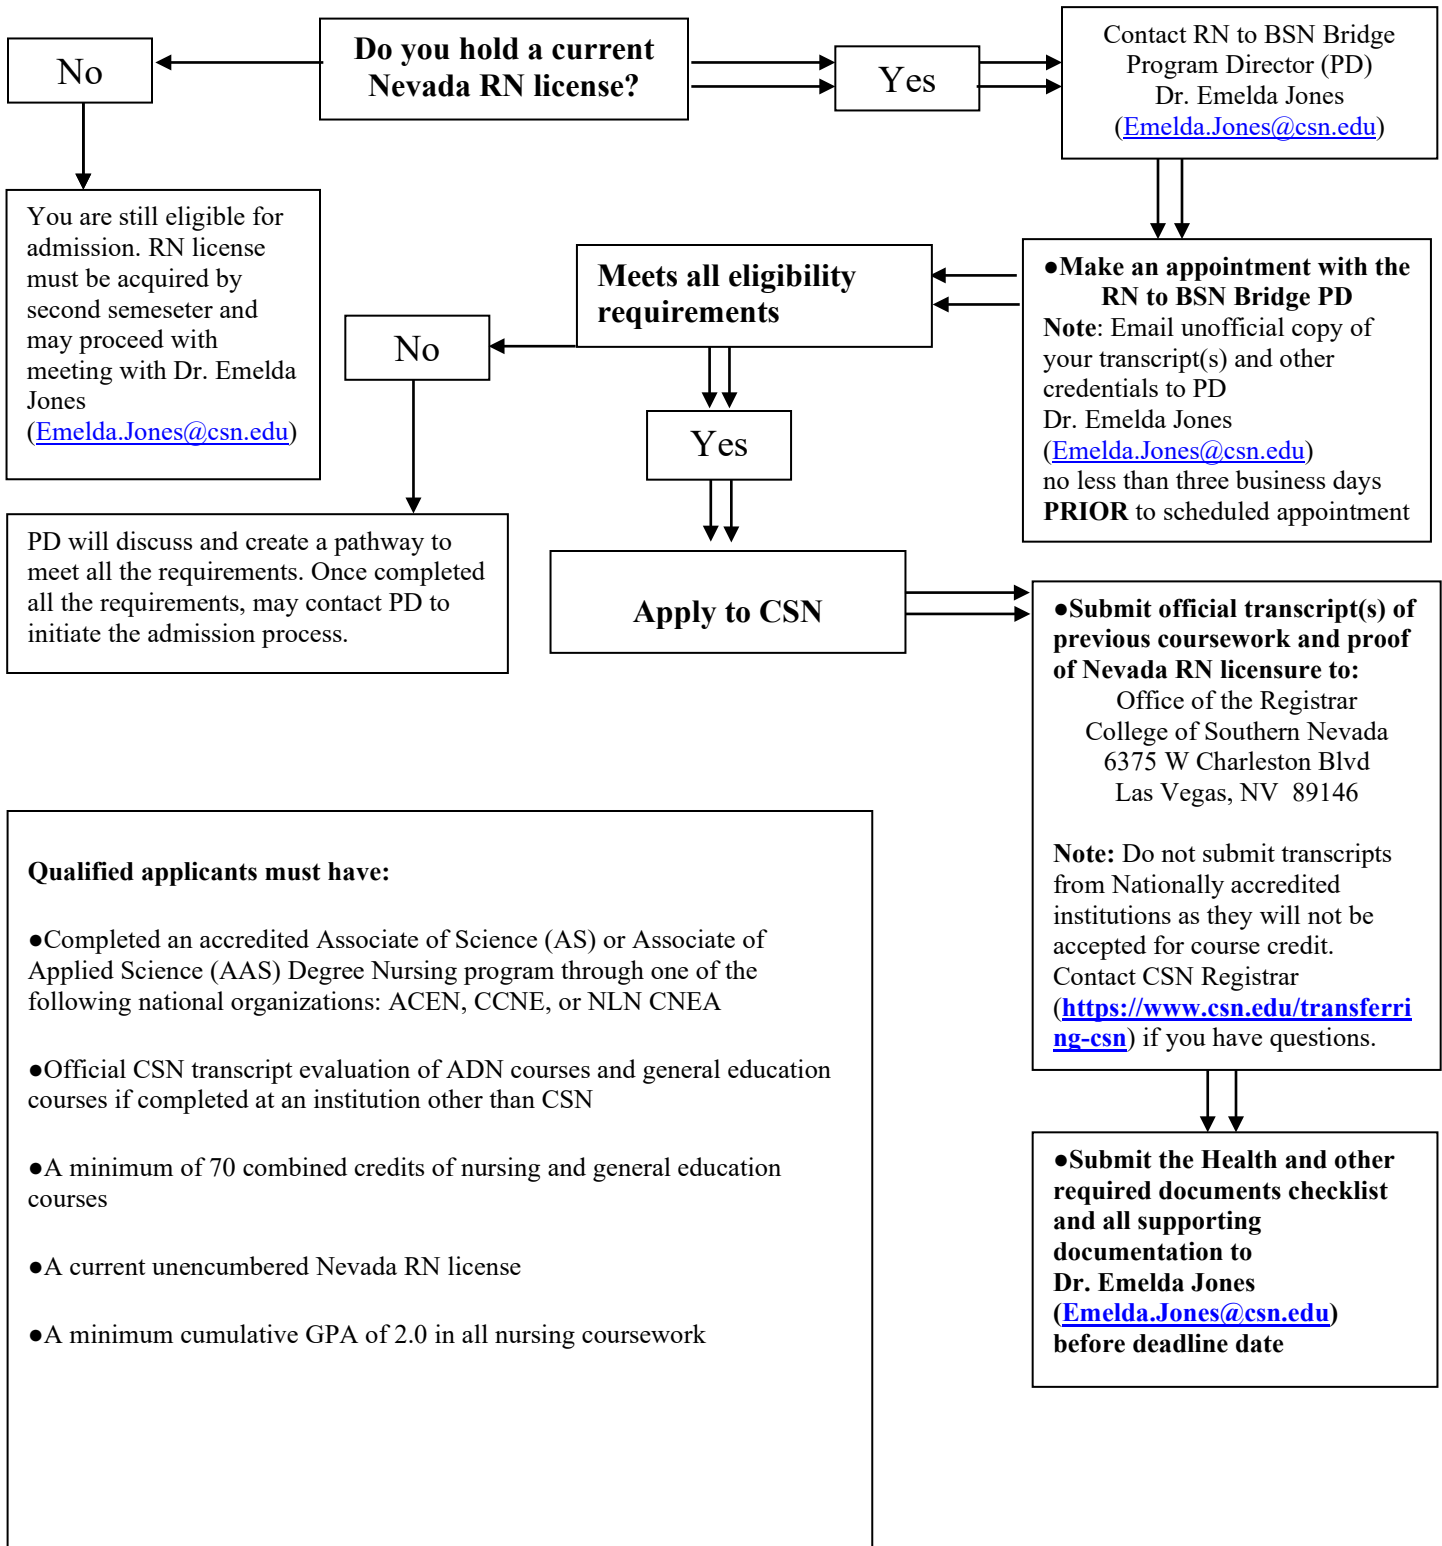 Do you hold a current
Nevada RN license?
No
Yes
Contact RN to BSN Bridge
Program Director (PD)
Dr. Emelda Jones
(Emelda.Jones@csn.edu)
You are still eligible for
admission. RN license
must be acquired by
second semeseter and
may proceed with
meeting with Dr. Emelda
Jones
(Emelda.Jones@csn.edu)
●Make an appointment with the
RN to BSN Bridge PD
Note: Email unofficial copy of
your transcript(s) and other
credentials to PD
Dr. Emelda Jones
(Emelda.Jones@csn.edu)
no less than three business days
PRIOR to scheduled appointment
Meets all eligibility
requirements
No
Yes
PD will discuss and create a pathway to
meet all the requirements. Once completed
all the requirements, may contact PD to
initiate the admission process.
Apply to CSN
●Submit official transcript(s) of
previous coursework and proof
of Nevada RN licensure to:
Office of the Registrar
College of Southern Nevada
6375 W Charleston Blvd
Las Vegas, NV  89146
Note: Do not submit transcripts
from Nationally accredited
institutions as they will not be
accepted for course credit.
Contact CSN Registrar
(https://www.csn.edu/transferri
ng-csn) if you have questions.
●Submit the Health and other
required documents checklist
and all supporting
documentation to
Dr. Emelda Jones
(Emelda.Jones@csn.edu)
before deadline date
Qualified applicants must have:
●Completed an accredited Associate of Science (AS) or Associate of
Applied Science (AAS) Degree Nursing program through one of the
following national organizations: ACEN, CCNE, or NLN CNEA
●Official CSN transcript evaluation of ADN courses and general education
courses if completed at an institution other than CSN
●A minimum of 70 combined credits of nursing and general education
courses
●A current unencumbered Nevada RN license
●A minimum cumulative GPA of 2.0 in all nursing coursework